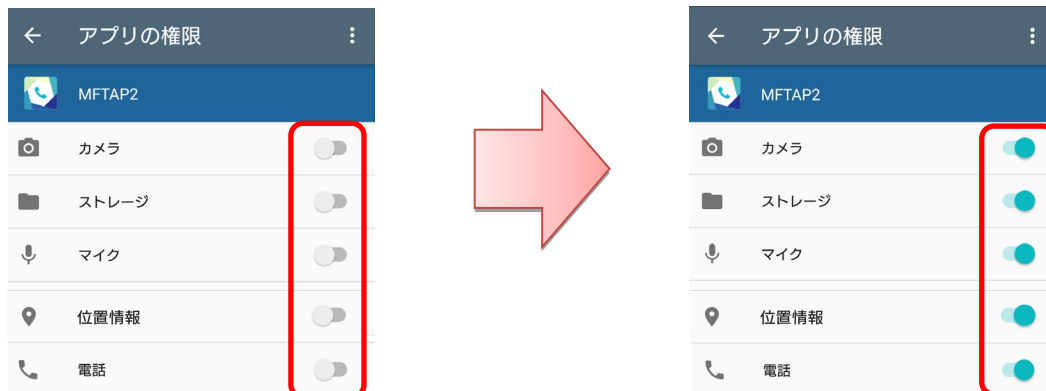 アプリの権限
MFTAP2
カメラ
ストレージ
マイク
位置情報
電話
アプリの権限
MFTAP2
カメラ
ストレージ
マイク
位置情報
電話